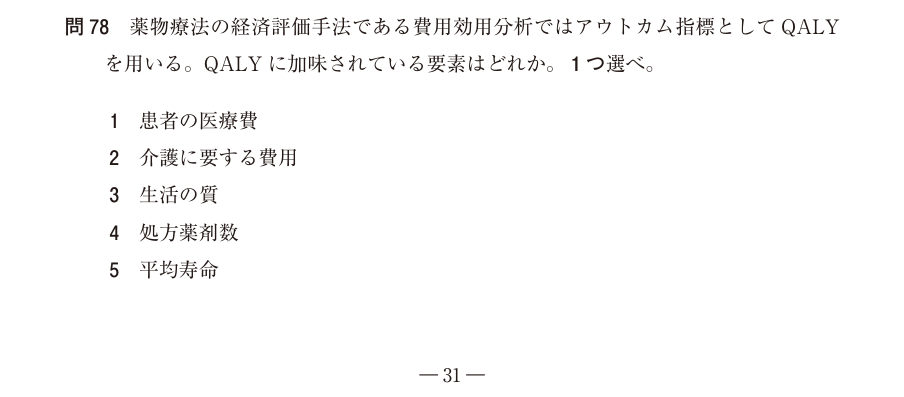 問 78　薬物療法の経済評価手法である費用効用分析ではアウトカム指標として QALY
を用いる。QALY に加味されている要素はどれか。1つ選べ。
1　患者の医療費
2　介護に要する費用
3　生活の質
4　処方薬剤数
5　平均寿命
— 31 —